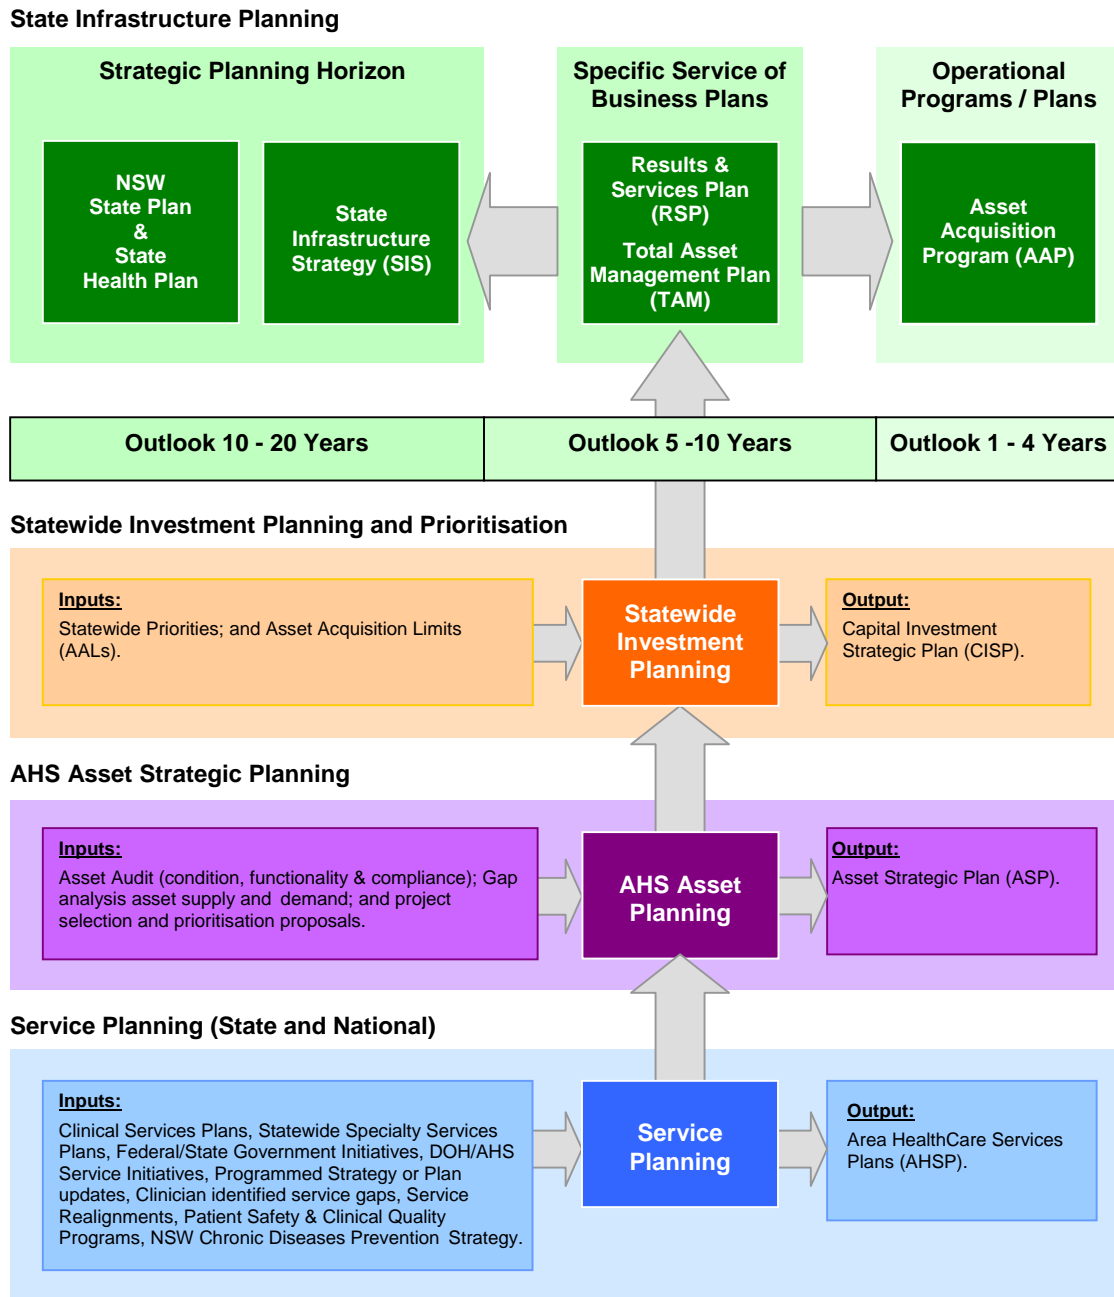 State Infrastructure Planning
Strategic Planning Horizon
Specific Service of
Business Plans
Operational
Programs / Plans
NSW
State Plan
&
State
Health Plan
State
Infrastructure
Strategy (SIS)
Results &
Services Plan
(RSP)
Total Asset
Management Plan
(TAM)
Asset
Acquisition
Program (AAP)
Outlook 10 - 20 Years
Outlook 5 -10 Years
Outlook 1 - 4 Years
Statewide Investment Planning and Prioritisation
Inputs:
Statewide Priorities; and Asset Acquisition Limits
(AALs).
Statewide
Investment
Planning
Output:
Capital Investment
Strategic Plan (CISP).
AHS Asset Strategic Planning
Inputs:
Asset Audit (condition, functionality & compliance); Gap
analysis asset supply and demand; and project
selection and prioritisation proposals.
AHS Asset
Planning
Output:
Asset Strategic Plan (ASP).
Service Planning (State and National)
Inputs:
Clinical Services Plans, Statewide Specialty Services
Plans, Federal/State Government Initiatives, DOH/AHS
Service Initiatives, Programmed Strategy or Plan
updates, Clinician identified service gaps, Service
Realignments, Patient Safety & Clinical Quality
Programs, NSW Chronic Diseases Prevention Strategy.
Service
Planning
Output:
Area HealthCare Services
Plans (AHSP).